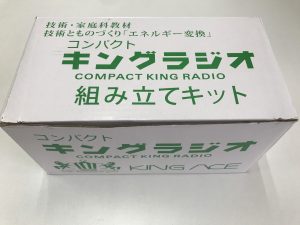 技術・家庭科教材
技術とものづくり「エネルギー変換」
コンパクト
キングラジオ
COMPACT KING RADIO
組み立てキット
コンパクト
キングラジオ
COMPACT KING RADIO
KING ACE